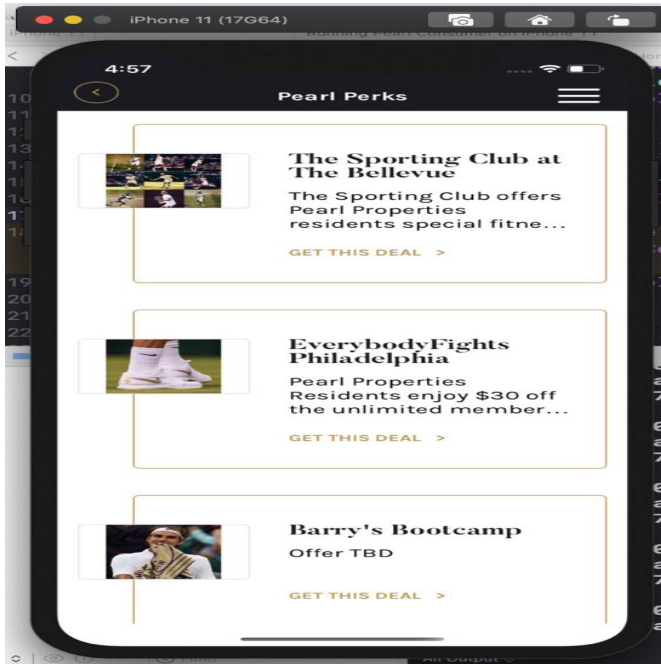 iPhone 11 (17G64)
4:57
Pearl Perks
The Sporting Club at
The Bellevue
The Sporting Club offers
Pearl Properties
residents special fitne...
GET THIS DEAL >
EverybodyFights
Philadelphia
Pearl Properties
Residents enjoy $30 off
the unlimited member...
GET THIS DEAL >
Barry's Bootcamp
Offer TBD
GET THIS DEAL >
All Output